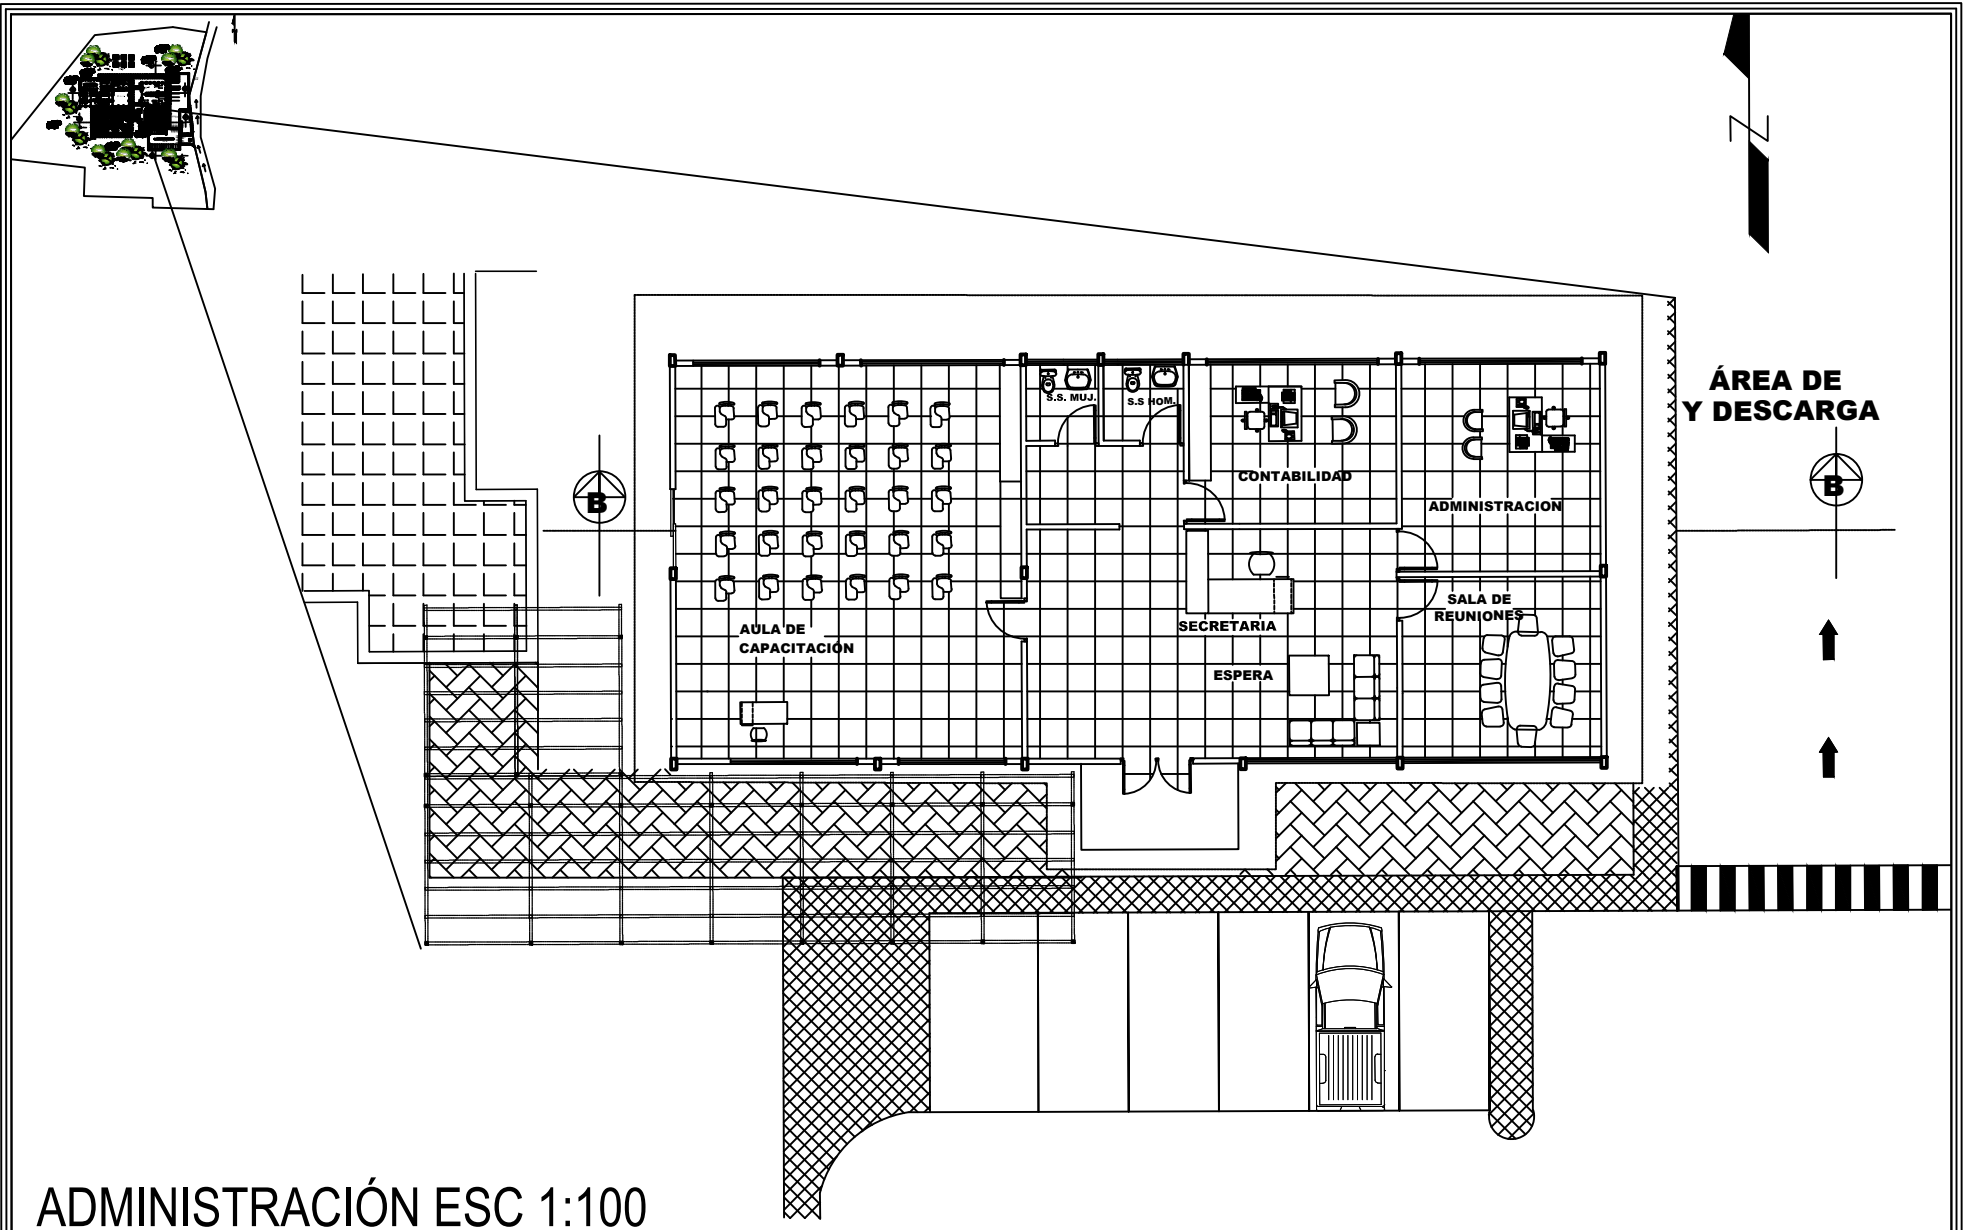 N
ÁREA DE
Y DESCARGA
S.S. MUJ.
S.S HOM.
CONTABILIDAD
ADMINISTRACION
B
B
SALA DE
REUNIONES
SECRETARIA
AULA DE
CAPACITACIÓN
ESPERA
ADMINISTRACIÓN ESC 1:100